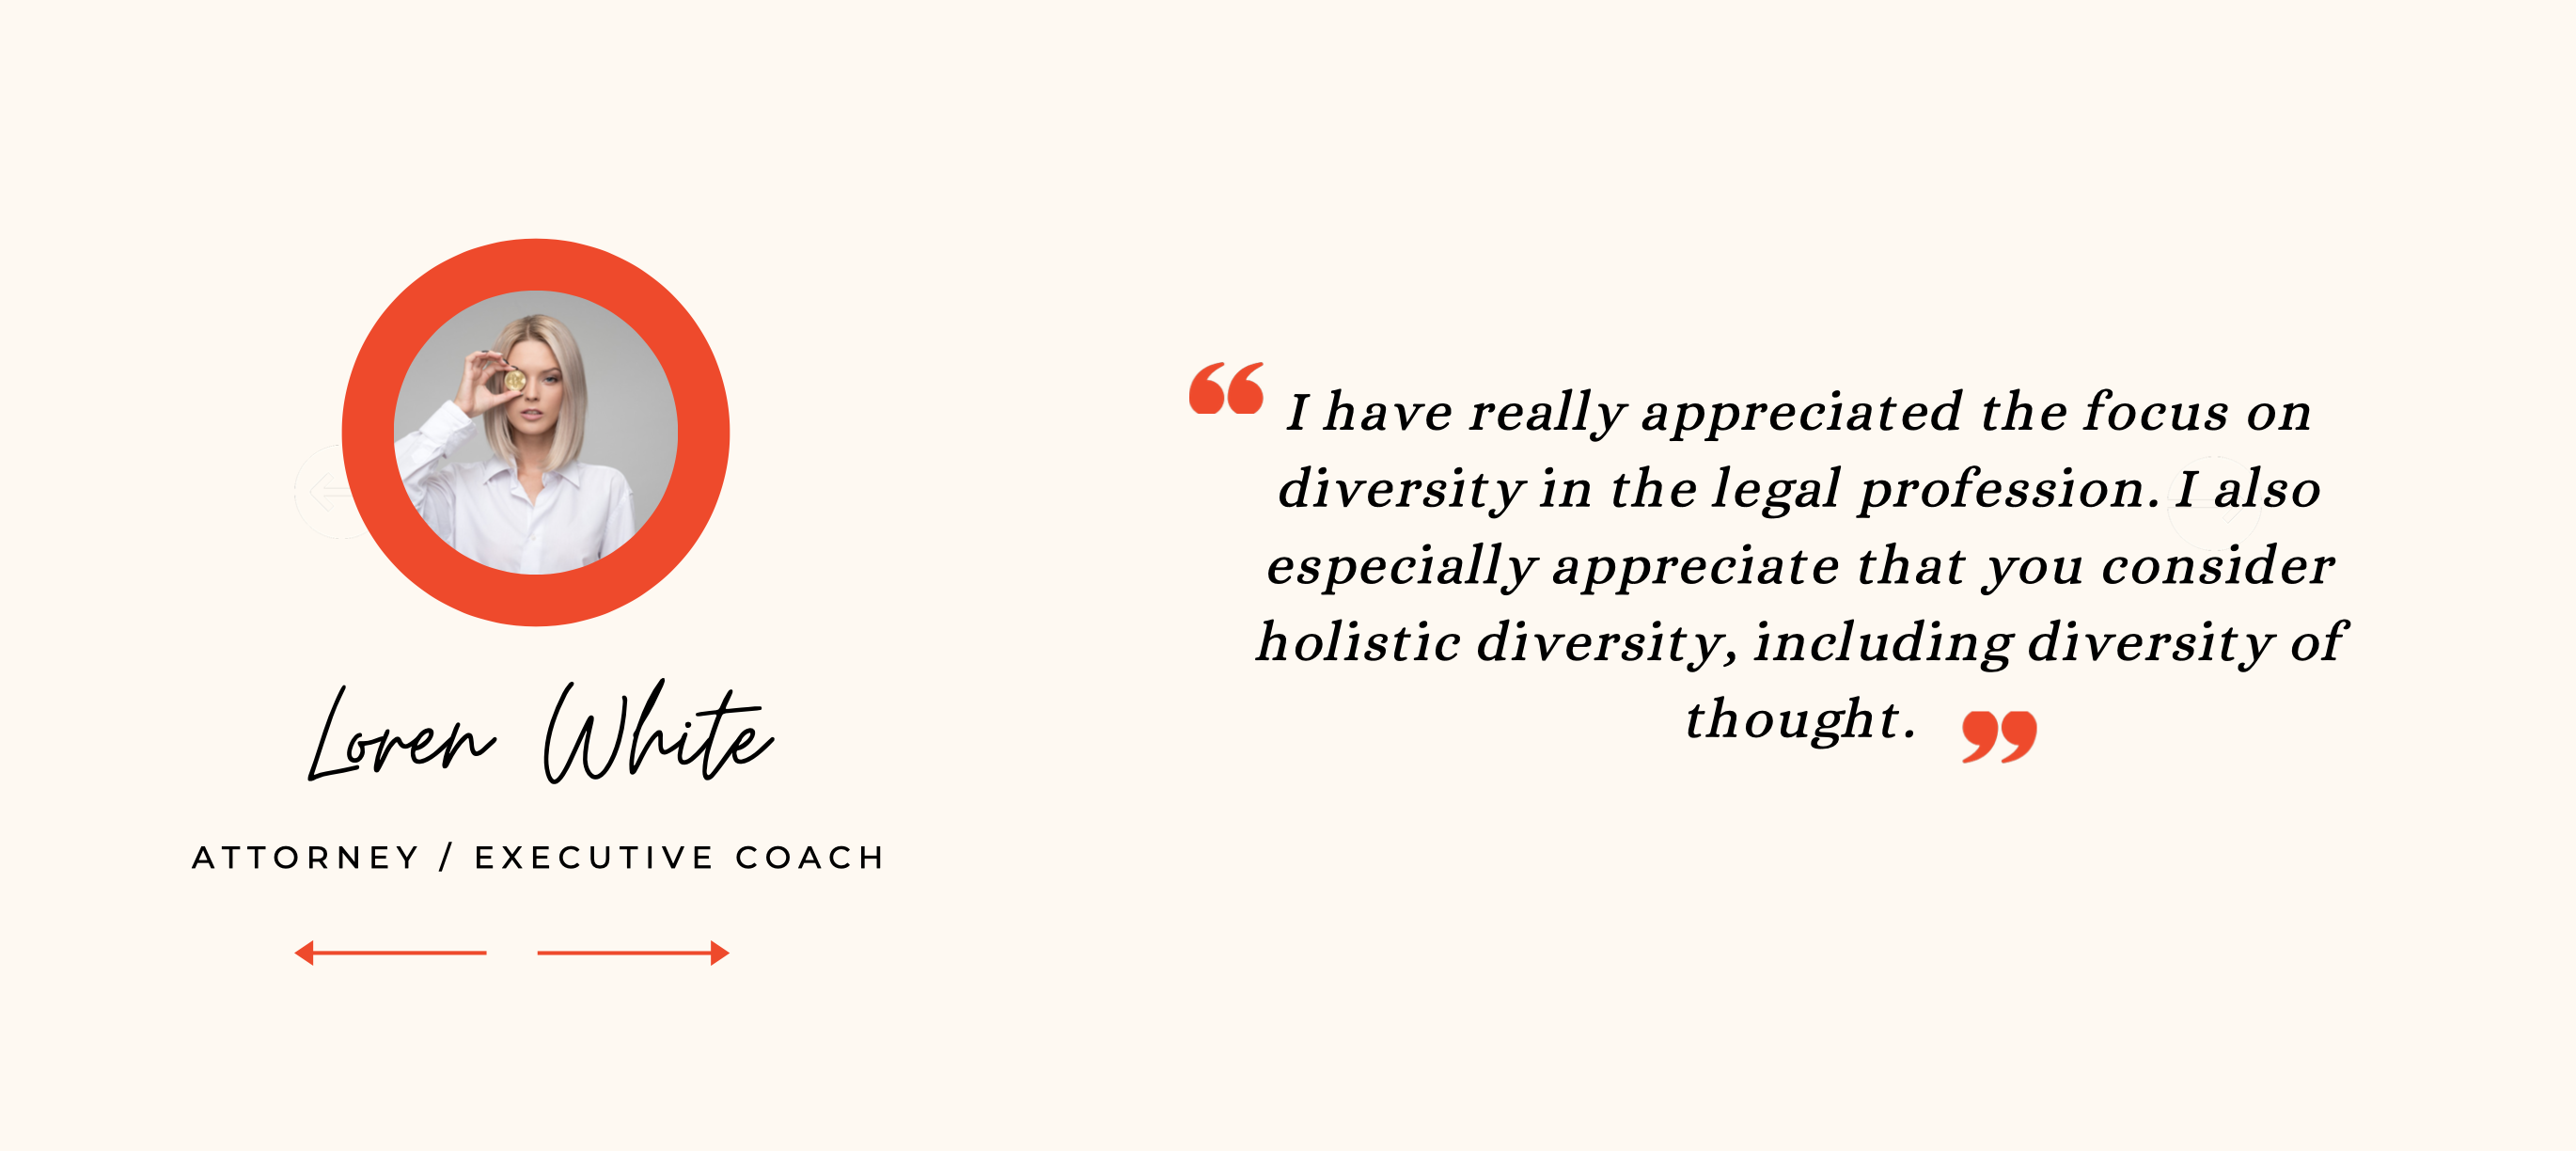 Loren White
ATTORNEY / EXECUTIVE COACH
“ I have really appreciated the focus on
diversity in the legal profession. I also
especially appreciate that you consider
holistic diversity, including diversity of
thought. ”